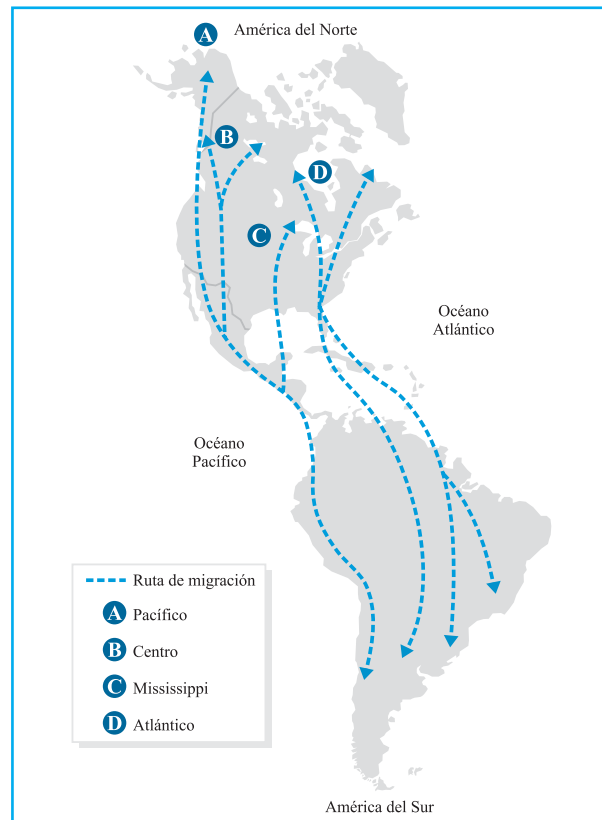 A
América del Norte
B
D
C
Océano
Atlántico
Océano
Pacífico
Ruta de migración
A Pacífico
B Centro
C Mississippi
D Atlántico
América del Sur